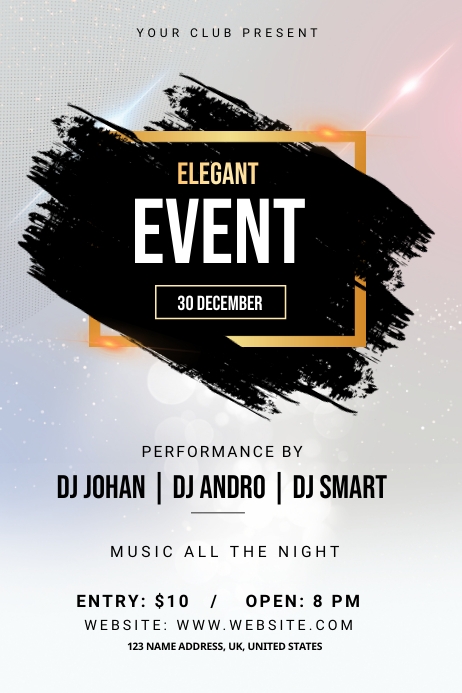 YOUR CLUB PRESENT
ELEGANT
EVENT
30 DECEMBER
PERFORMANCE BY
DJ JOHAN | DJ ANDRO | DJ SMART
MUSIC ALL THE NIGHT
ENTRY: $10 / OPEN: 8 PM
WEBSITE: WWW.WEBSITE.COM
123 NAME ADDRESS, UK, UNITED STATES